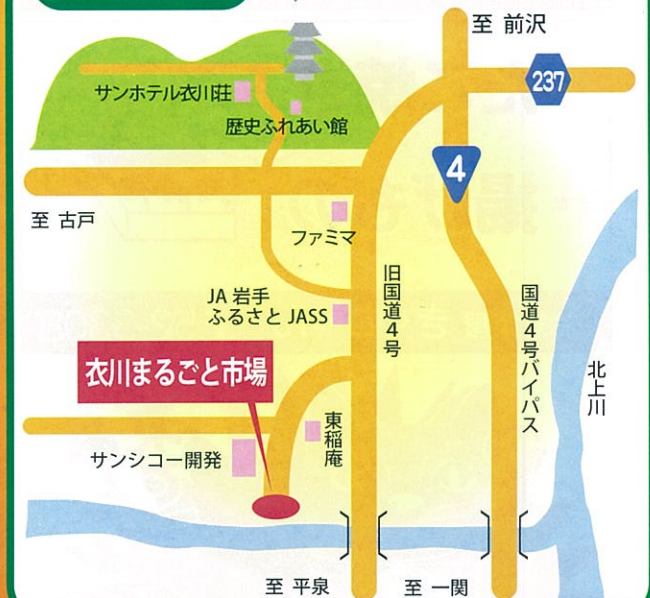 至 前沢
237
サンホテル衣川荘
歴史ふれあい館
4
至 古戸
ファミマ
JA 岩手
ふるさと JASS
旧国道4号
国道4号バイパス
北上川
衣川まるごと市場
東稲庵
サンシコー開発
至 平泉
至 一関